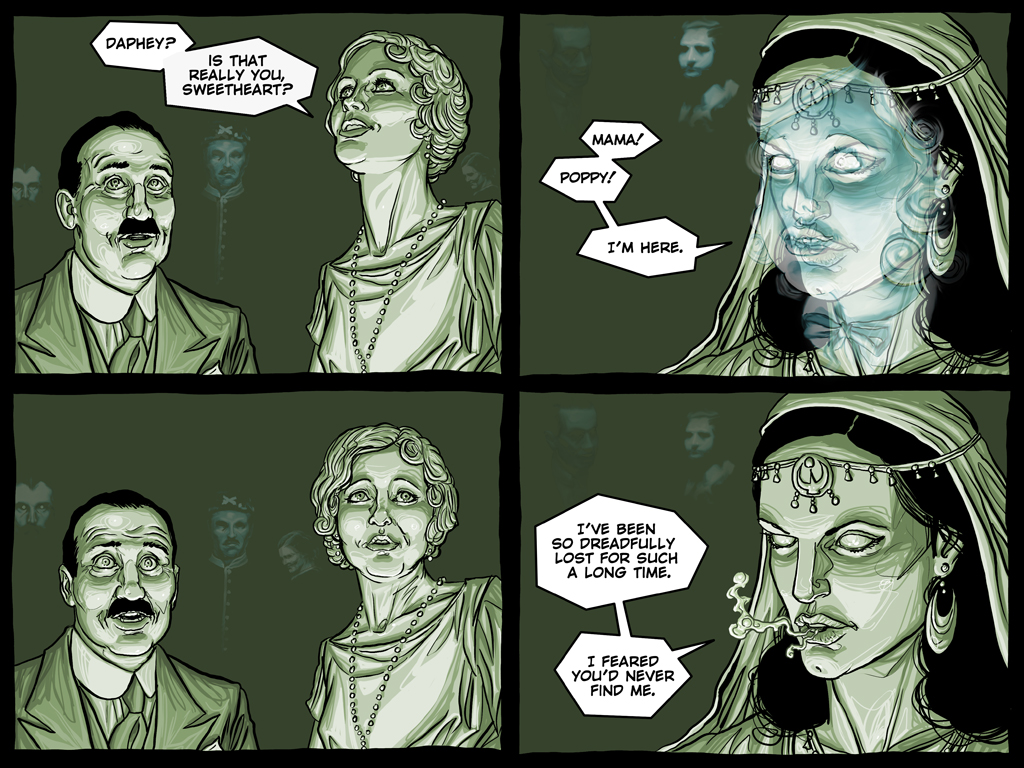 DAPHEY?
IS THAT
REALLY YOU,
SWEETHEART?
MAMA!
POPPY!
I'M HERE.
I'VE BEEN
SO DREADFULLY
LOST FOR SUCH
A LONG TIME.
I FEARED
YOU'D NEVER
FIND ME.